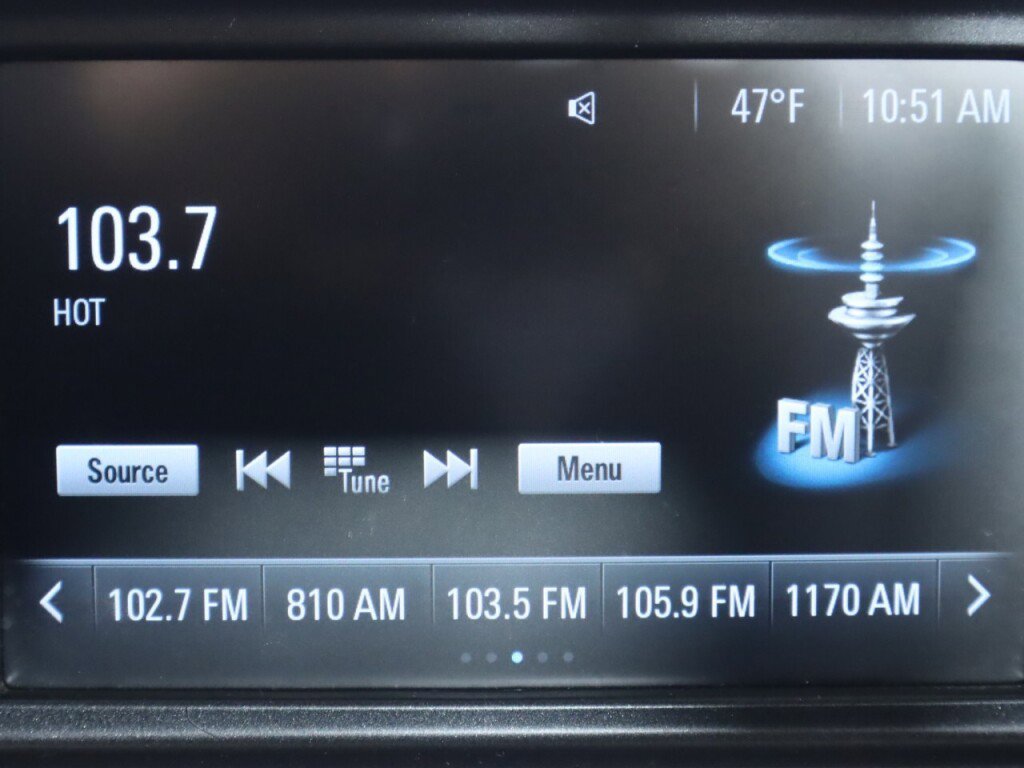 47°F 10:51 AM
103.7
HOT
FM
Source Tune Menu
102.7 FM 810 AM 103.5 FM 105.9 FM 1170 AM